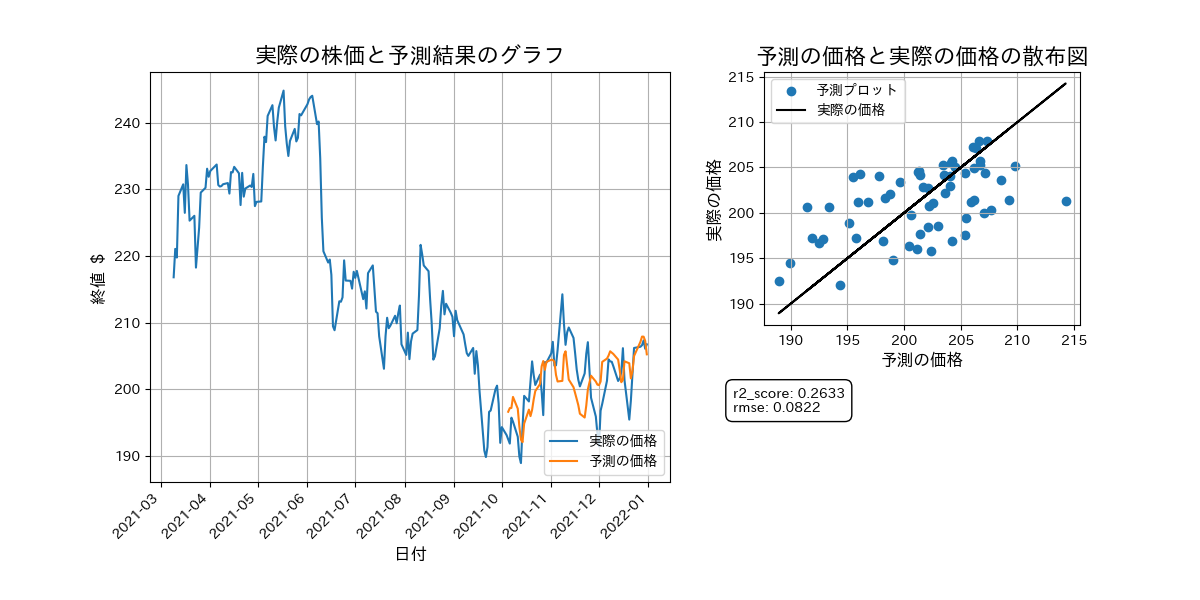 実際の株価と予測結果のグラフ
終値 $
240
230
220
210
200
190
2021-03
2021-04
2021-05
2021-06
2021-07
2021-08
2021-09
2021-10
2021-11
2021-12
2022-01
日付
実際の価格
予測の価格
予測の価格と実際の価格の散布図
実際の価格
215
210
205
200
195
190
190
195
200
205
210
215
予測の価格
予測プロット
実際の価格
r2_score: 0.2633
rmse: 0.0822